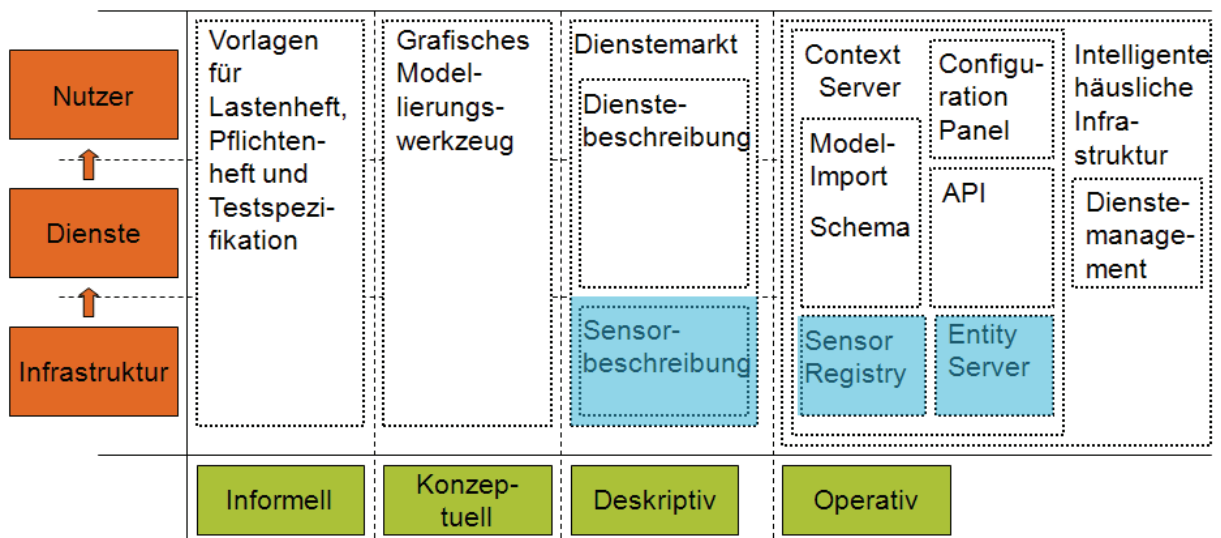 Nutzer
Dienste
Infrastruktur
Vorlagen
für
Lastenheft,
Pflichten-
heft und
Testspezi-
fikation
Grafisches
Model-
lierungs-
werkzeug
Dienstemarkt
Dienste-
beschreibung
Sensor-
beschreibung
Context
Server
Model-
Import
Schema
Sensor
Registry
Configu-
ration
Panel
API
Entity
Server
Intelligente
häusliche
Infra-
struktur
Dienste-
manage-
ment
Informell
Konzep-
tuell
Deskriptiv
Operativ